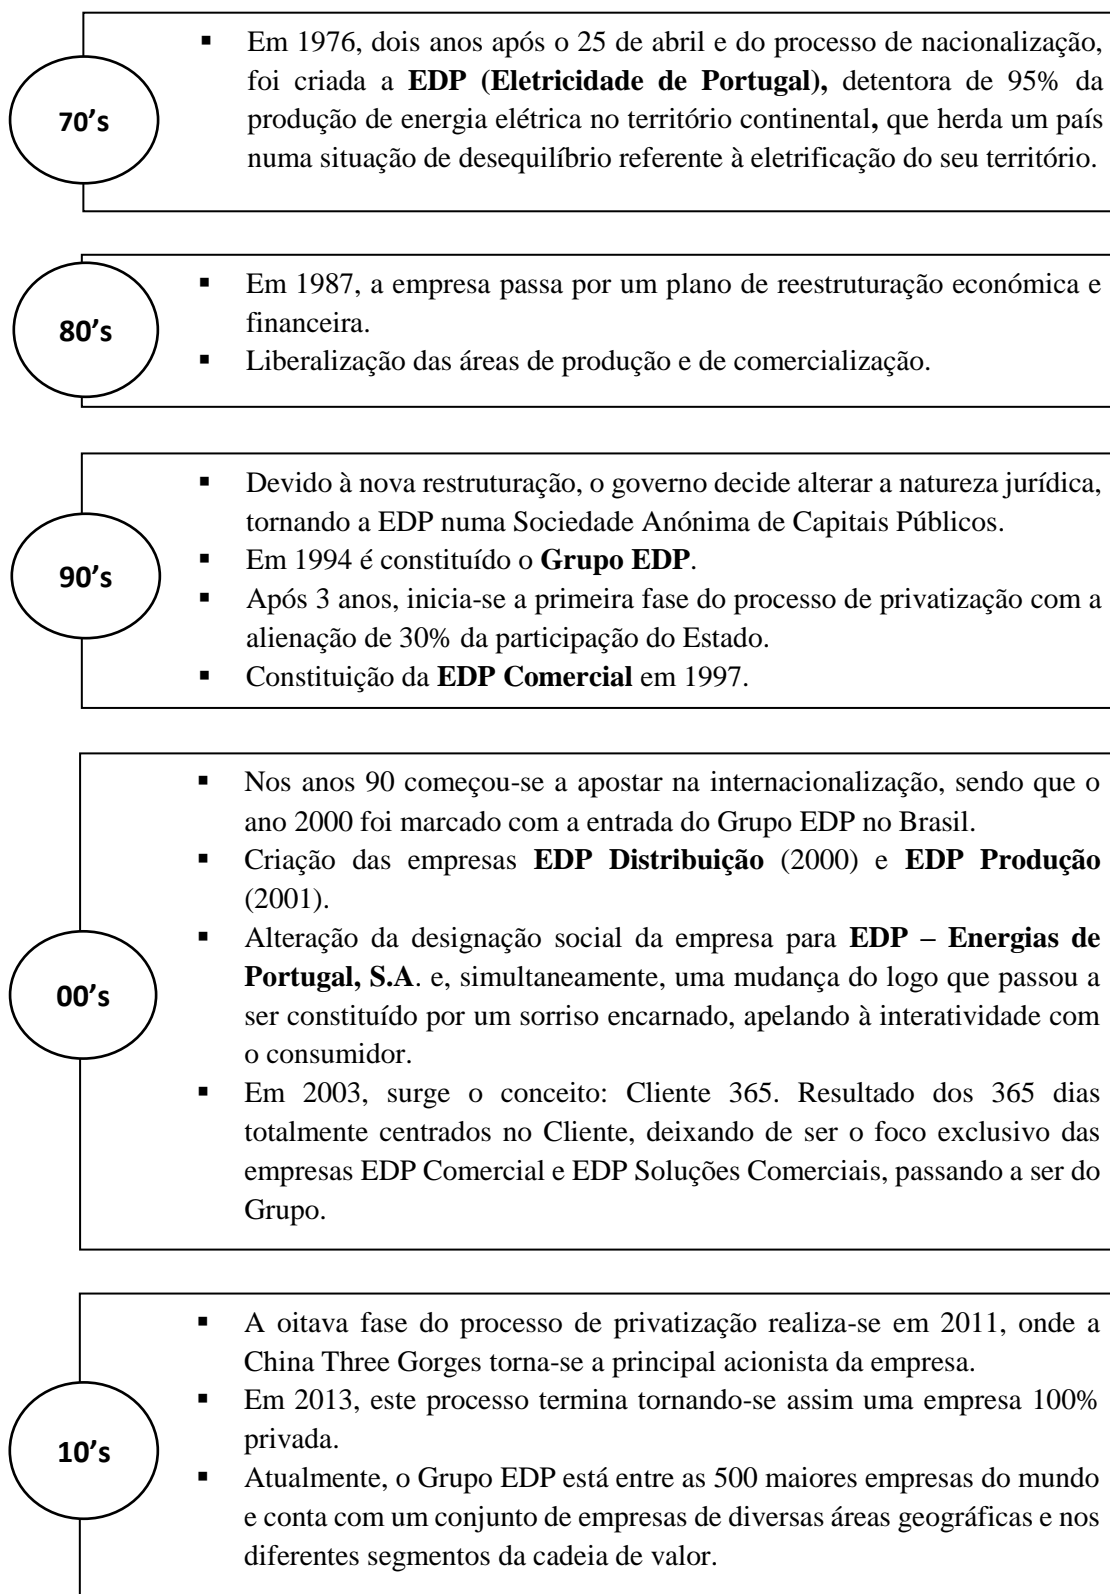 70’s
▪ Em 1976, dois anos após o 25 de abril e do processo de nacionalização,
foi criada a EDP (Eletricidade de Portugal), detentora de 95% da
produção de energia elétrica no território continental, que herda um país
numa situação de desequilíbrio referente à eletrificação do seu território.
80’s
▪ Em 1987, a empresa passa por um plano de reestruturação económica e
financeira.
▪ Liberalização das áreas de produção e de comercialização.
90’s
▪ Devido à nova restruturação, o governo decide alterar a natureza jurídica,
tornando a EDP numa Sociedade Anónima de Capitais Públicos.
▪ Em 1994 é constituído o Grupo EDP.
▪ Após 3 anos, inicia-se a primeira fase do processo de privatização com a
alienação de 30% da participação do Estado.
▪ Constituição da EDP Comercial em 1997.
00’s
▪ Nos anos 90 começou-se a apostar na internacionalização, sendo que o
ano 2000 foi marcado com a entrada do Grupo EDP no Brasil.
▪ Criação das empresas EDP Distribuição (2000) e EDP Produção
(2001).
▪ Alteração da designação social da empresa para EDP – Energias de
Portugal, S.A. e, simultaneamente, uma mudança do logo que passou a
ser constituído por um sorriso encarnado, apelando à interatividade com
o consumidor.
▪ Em 2003, surge o conceito: Cliente 365. Resultado dos 365 dias
totalmente centrados no Cliente, deixando de ser o foco exclusivo das
empresas EDP Comercial e EDP Soluções Comerciais, passando a ser do
Grupo.
10’s
▪ A oitava fase do processo de privatização realiza-se em 2011, onde a
China Three Gorges torna-se a principal acionista da empresa.
▪ Em 2013, este processo termina tornando-se assim uma empresa 100%
privada.
▪ Atualmente, o Grupo EDP está entre as 500 maiores empresas do mundo
e conta com um conjunto de empresas de diversas áreas geográficas e nos
diferentes segmentos da cadeia de valor.